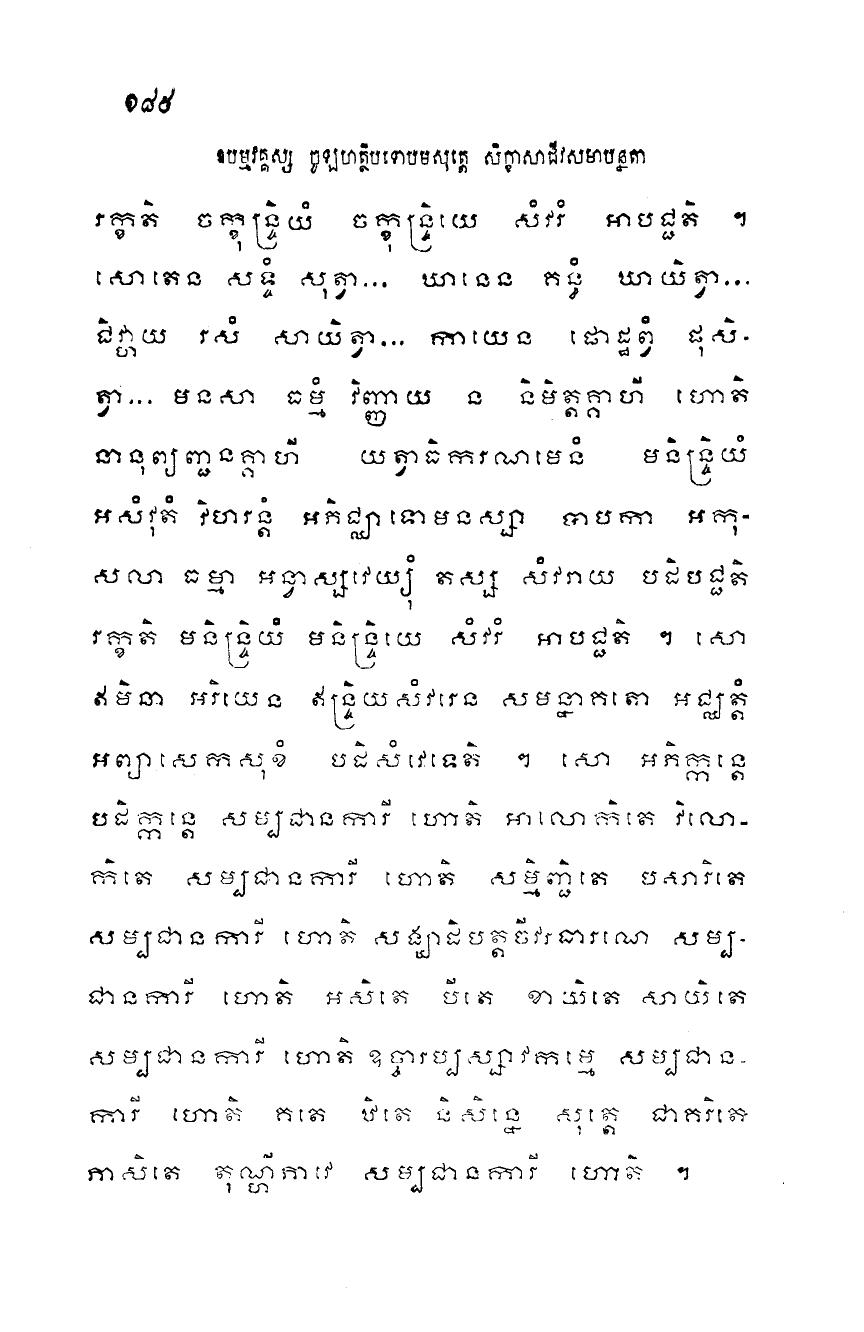 ១៨៥
ឧបម្មវគ្គស្ស ចូឡហត្ថិបទោបមសុត្តេ សិក្ខាសាជីវសមាបន្នតា
រក្ខតិ ចក្ខុន្ទ្រិយំ ចក្ខុន្ទ្រិយេ សំវរំ អាបជ្ជតិ ។
សោតេន សទ្ទំ សុត្វា... ឃានេន គន្ធំ ឃាយិត្វា...
ជិវ្ហាយ រសំ សាយិត្វា... កាយេន ផោដ្ឋព្វំ ផុសិ-
ត្វា... មនសា ធម្មំ វិញ្ញាយ ន និមិត្តគ្គាហី ហោតិ
នានុព្យញ្ជនគ្គាហី យត្វាធិករណមេនំ មនិន្ទ្រិយំ
អសំវុតំ វិហរន្តំ អភិជ្ឈាទោមនស្សា បាបកា អកុ-
សលា ធម្មា អន្វាស្សវេយ្យុំ តស្ស សំវរាយ បដិបជ្ជតិ
រក្ខតិ មនិន្ទ្រិយំ មនិន្ទ្រិយេ សំវរំ អាបជ្ជតិ ។ សោ
ឥមិនា អរិយេន ឥន្ទ្រិយសំវរេន សមន្នាគតោ អជ្ឈត្តំ
អព្យាសេកសុខំ បដិសំវេទេតិ ។ សោ អភិក្កន្តេ
បដិក្កន្តេ សម្បជានការី ហោតិ អាលោកិតេ វិលោ-
កិតេ សម្បជានការី ហោតិ សម្មិញ្ជិតេ បសារិតេ
សម្បជានការី ហោតិ សង្ឃាដិបត្តចីវរធារណេ សម្ប-
ជានការី ហោតិ អសិតេ បីតេ ខាយិតេ សាយិតេ
សម្បជានការី ហោតិ ឧច្ចារប្បស្សាវកម្មេ សម្បជាន-
ការី ហោតិ គតេ ឋិតេ និសិន្នេ សុត្តេ ជាគរិតេ
ភាសិតេ តុណ្ហីភាវេ សម្បជានការី ហោតិ ។